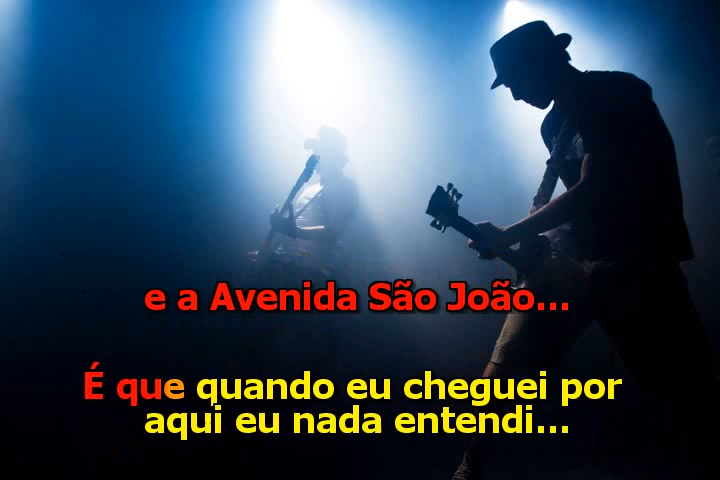 e a Avenida São João...
É que quando eu cheguei por
aqui eu nada entendi...